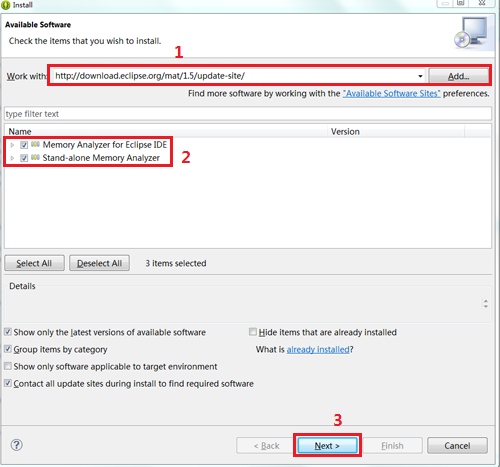 Install
Available Software
Check the items that you wish to install.
1
Work with: http://download.eclipse.org/mat/1.5/update-site/ Add...
Find more software by working with the "Available Software Sites" preferences.
type filter text
Name Version
Memory Analyzer for Eclipse IDE
Stand-alone Memory Analyzer
2
Select All Deselect All 3 items selected
Details
Show only the latest versions of available software Hide items that are already installed
Group items by category What is already installed?
Show only software applicable to target environment
Contact all update sites during install to find required software
3
? < Back Next > Finish Cancel